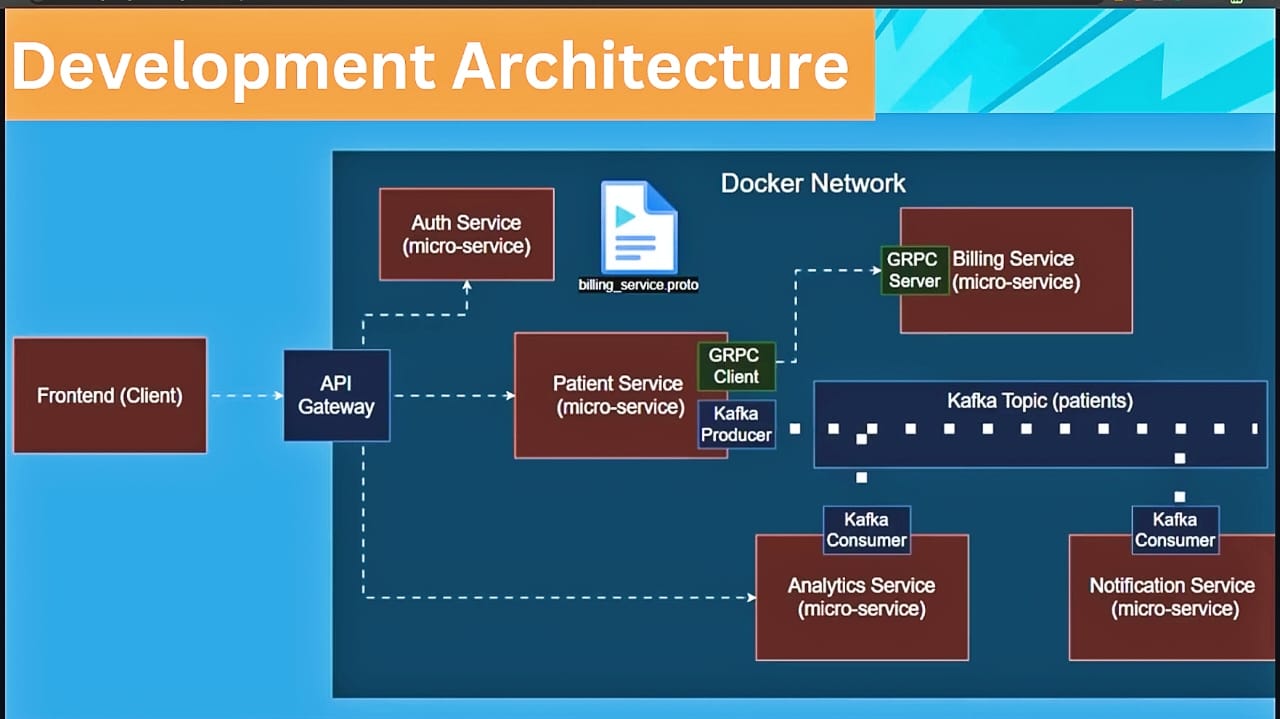 Development Architecture
Docker Network
Auth Service
(micro-service)
billing_service.proto
GRPC
Server
Billing Service
(micro-service)
Frontend (Client)
API
Gateway
Patient Service
(micro-service)
GRPC
Client
Kafka
Producer
Kafka Topic (patients)
Kafka
Consumer
Analytics Service
(micro-service)
Kafka
Consumer
Notification Service
(micro-service)